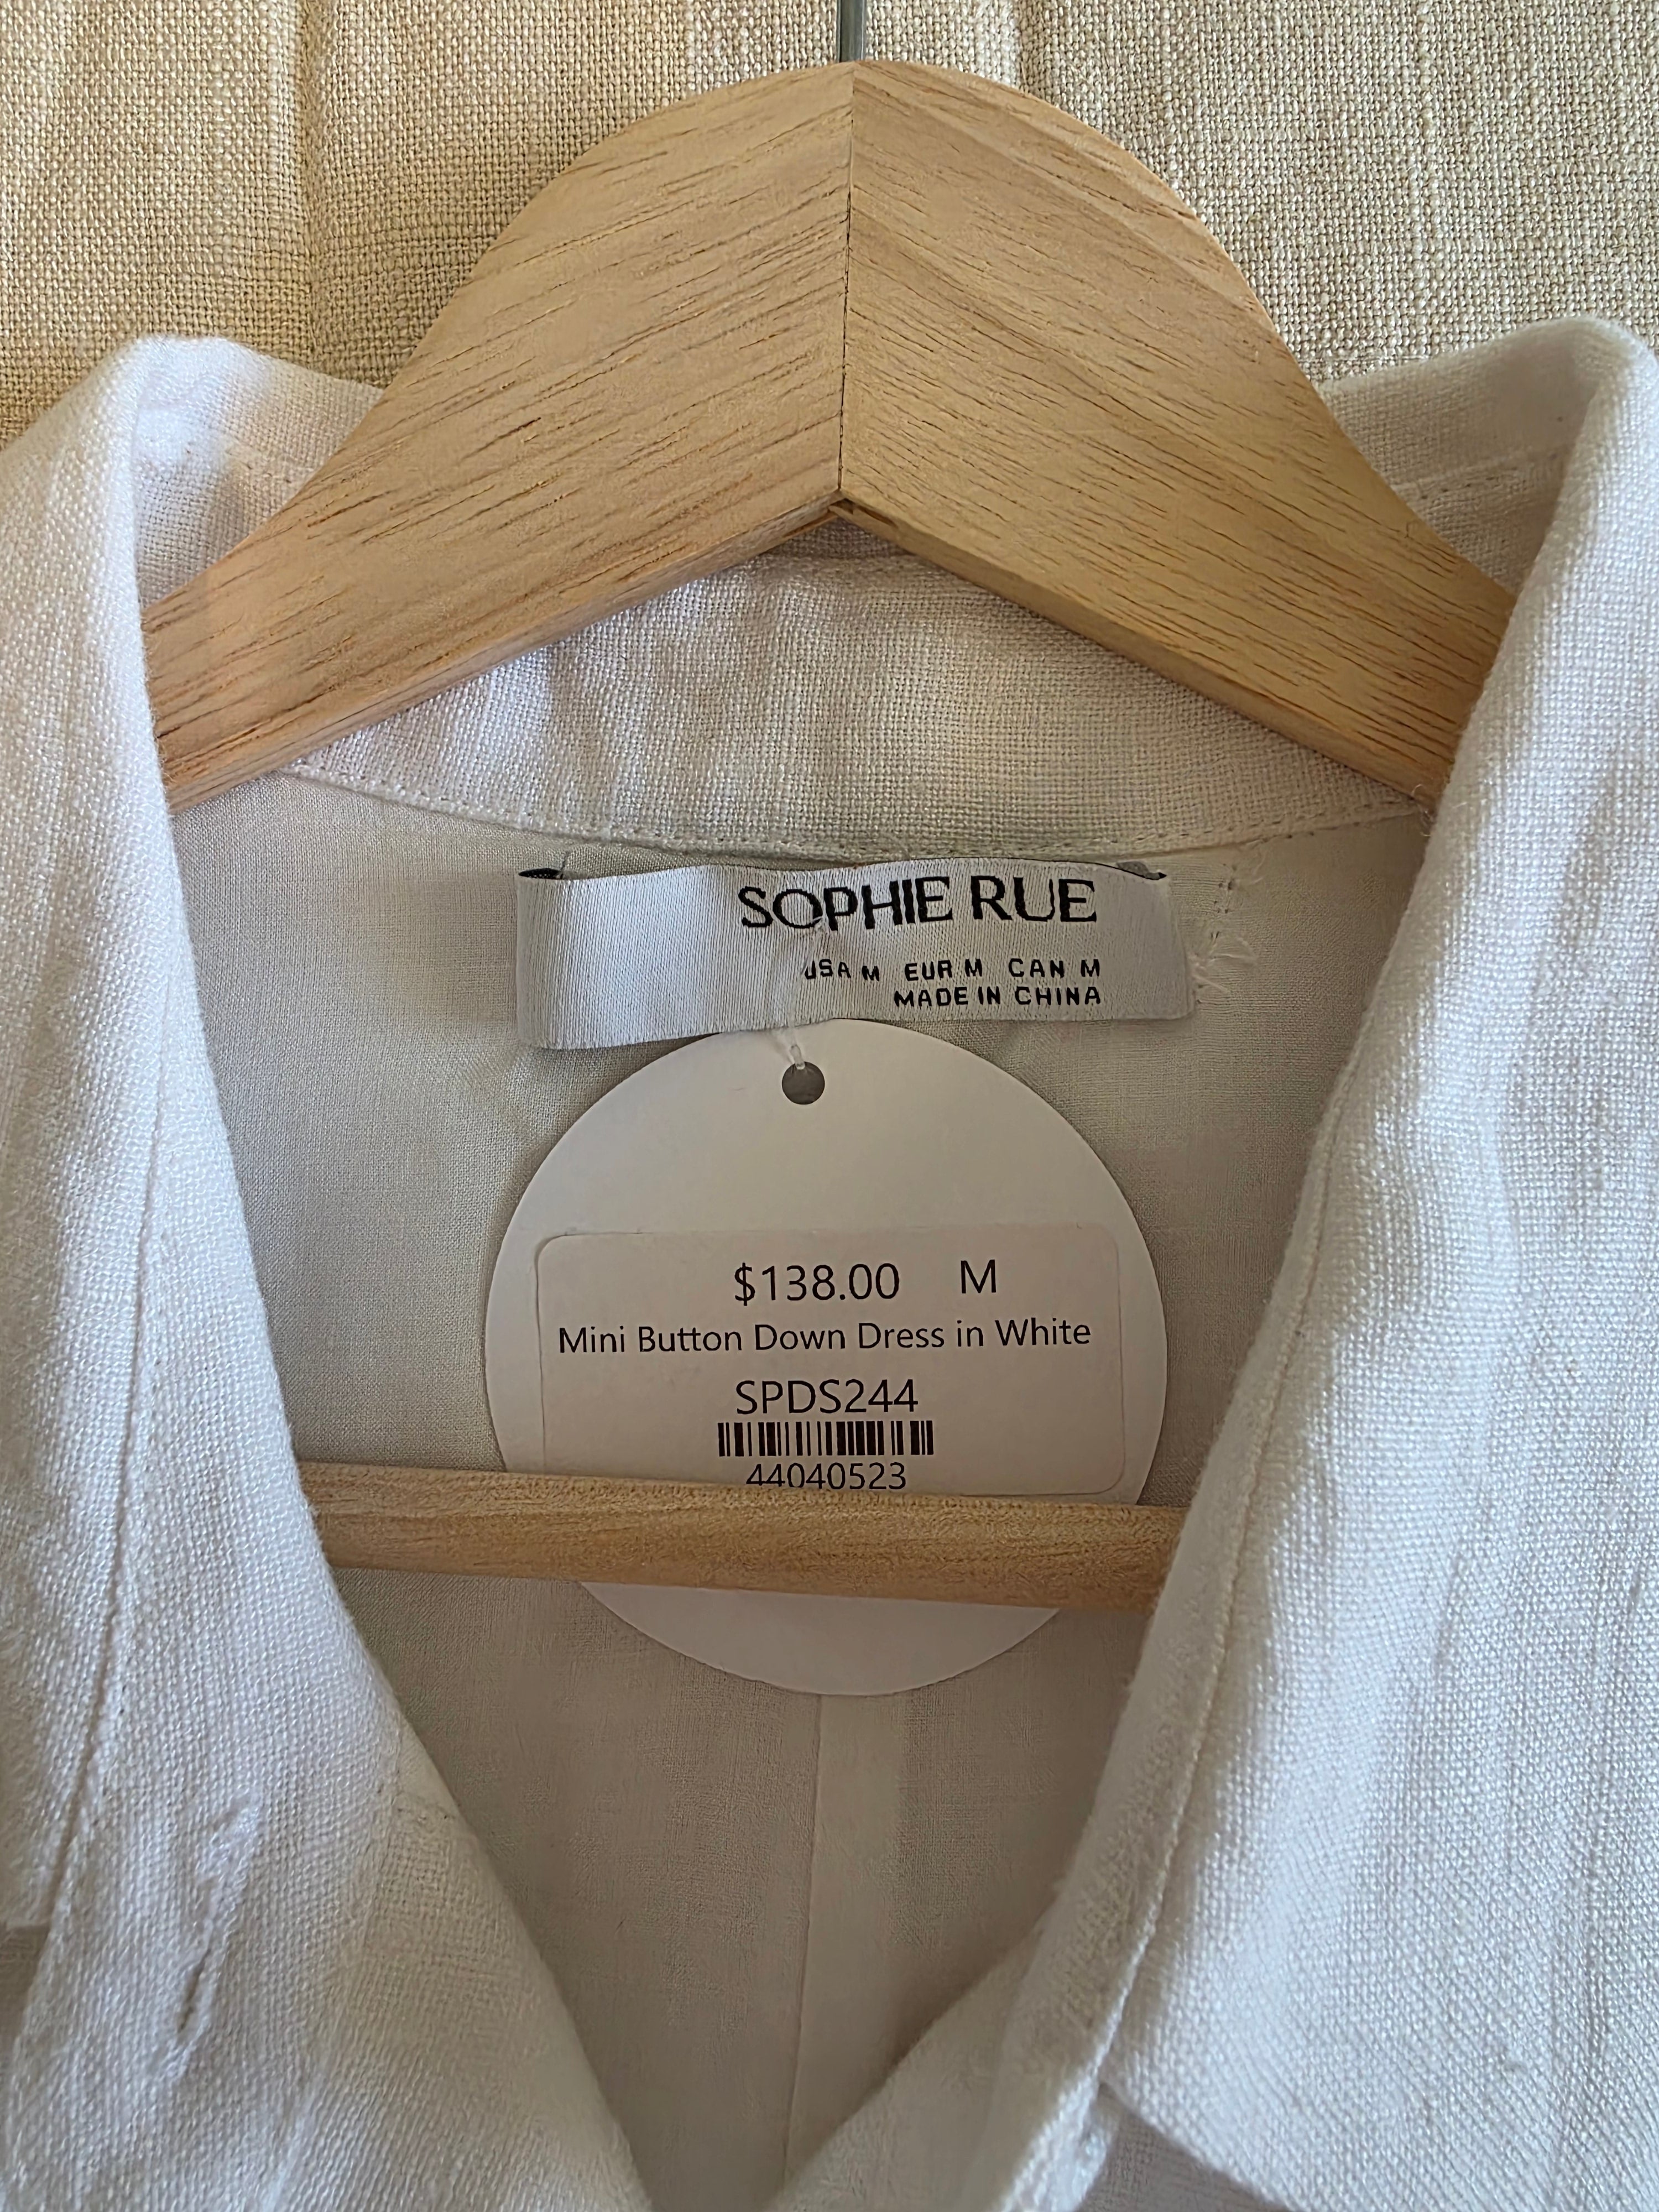 SOPHIE RUE
USA M EUR M CAN M
MADE IN CHINA
$138.00 M
Mini Button Down Dress in White
SPDS244
44040523